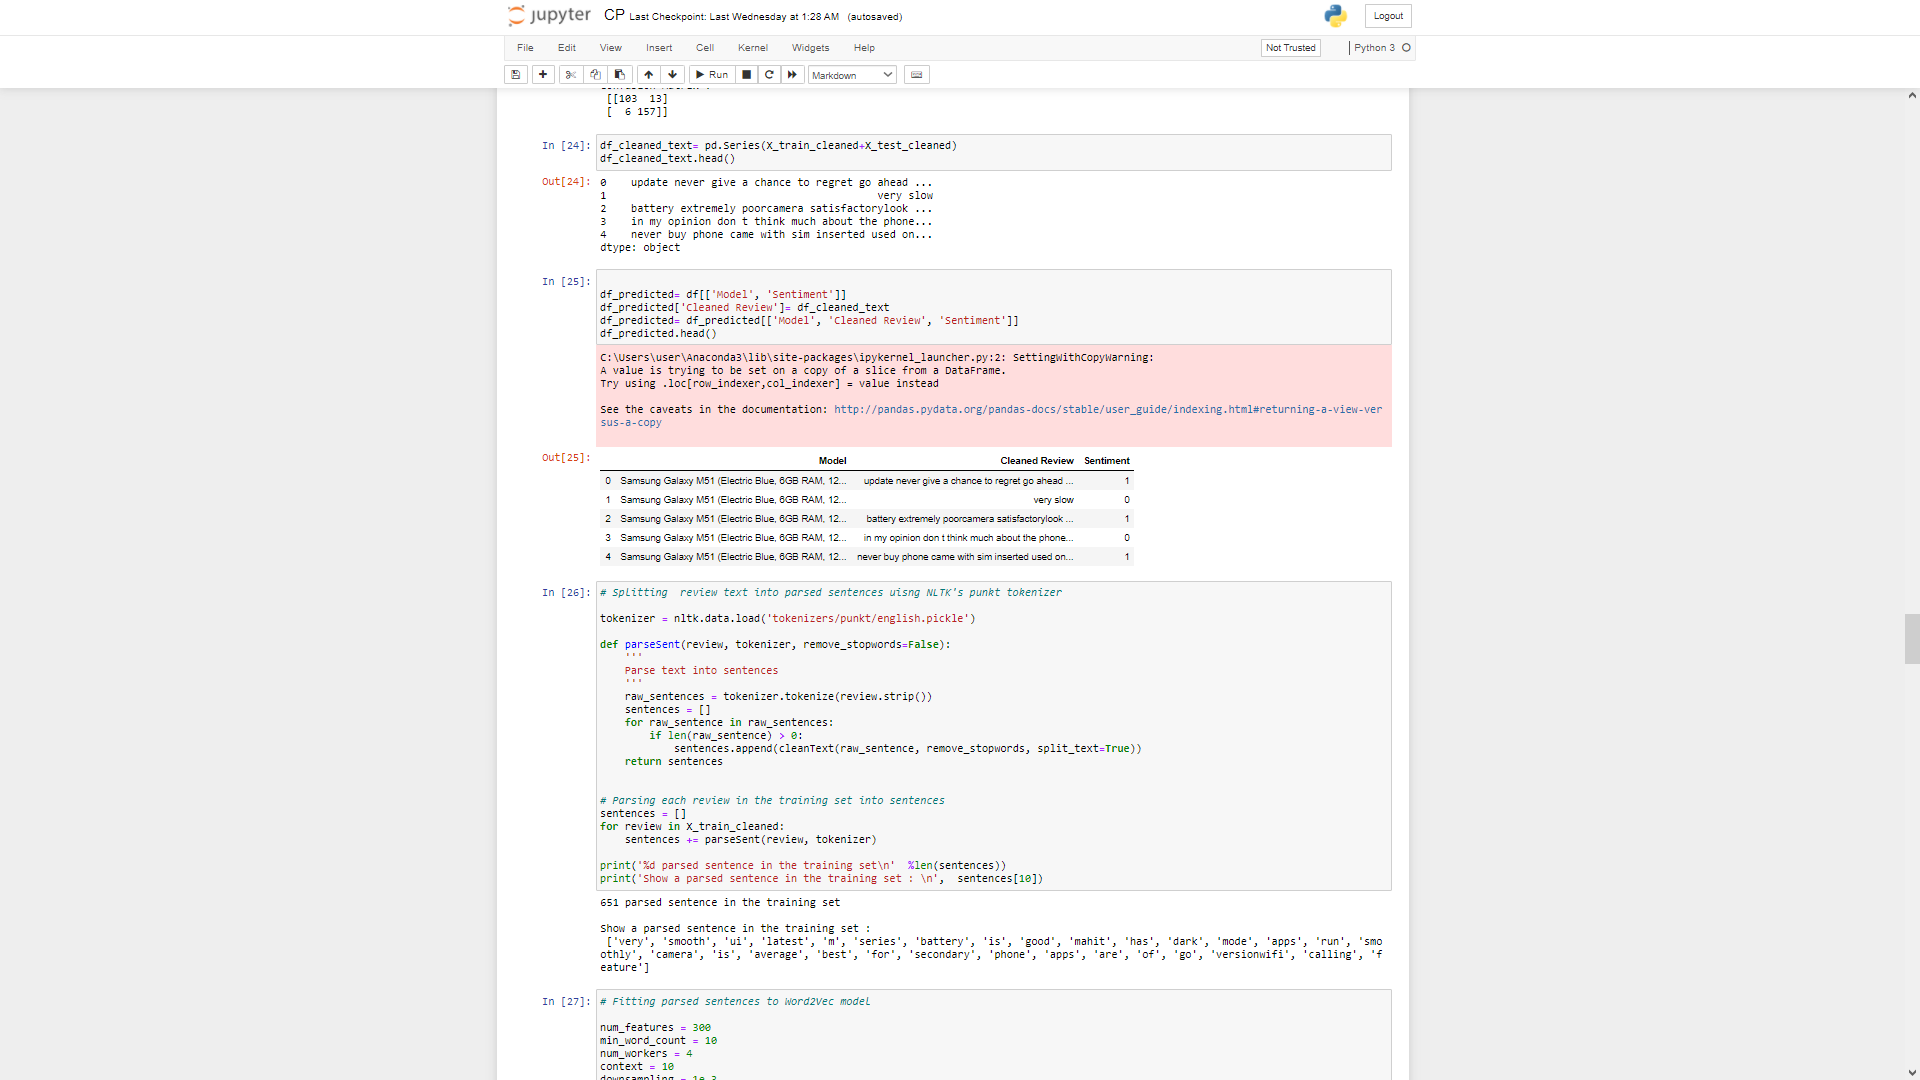 jupyter CP Last Checkpoint: Last Wednesday at 1:28 AM (autosaved)
Logout
File Edit View Insert Cell Kernel Widgets Help
Not Trusted
Python 3
Run
Markdown
[[103  13]
[  6 157]]
In [24]: df_cleaned_text= pd.Series(X_train_cleaned+X_test_cleaned)
df_cleaned_text.head()
Out[24]: 0    update never give a chance to regret go ahead ...
1    very slow
2    battery extremely poorcamera satisfactorylook ...
3    in my opinion don t think much about the phone...
4    never buy phone came with sim inserted used on...
dtype: object
In [25]:
df_predicted= df[['Model', 'Sentiment']]
df_predicted['Cleaned Review']= df_cleaned_text
df_predicted= df_predicted[['Model', 'Cleaned Review', 'Sentiment']]
df_predicted.head()
C:\Users\user\Anaconda3\lib\site-packages\ipykernel_launcher.py:2: SettingWithCopyWarning:
A value is trying to be set on a copy of a slice from a DataFrame.
Try using .loc[row_indexer,col_indexer] = value instead
See the caveats in the documentation: http://pandas.pydata.org/pandas-docs/stable/user_guide/indexing.html#returning-a-view-ver
sus-a-copy
Out[25]:
Model Cleaned Review Sentiment
0 Samsung Galaxy M51 (Electric Blue, 6GB RAM, 12... update never give a chance to regret go ahead ... 1
1 Samsung Galaxy M51 (Electric Blue, 6GB RAM, 12... very slow 0
2 Samsung Galaxy M51 (Electric Blue, 6GB RAM, 12... battery extremely poorcamera satisfactorylook ... 1
3 Samsung Galaxy M51 (Electric Blue, 6GB RAM, 12... in my opinion don t think much about the phone... 0
4 Samsung Galaxy M51 (Electric Blue, 6GB RAM, 12... never buy phone came with sim inserted used on... 1
In [26]: # Splitting  review text into parsed sentences uisng NLTK's punkt tokenizer
tokenizer = nltk.data.load('tokenizers/punkt/english.pickle')
def parseSent(review, tokenizer, remove_stopwords=False):
'''
Parse text into sentences
'''
raw_sentences = tokenizer.tokenize(review.strip())
sentences = []
for raw_sentence in raw_sentences:
if len(raw_sentence) > 0:
sentences.append(cleanText(raw_sentence, remove_stopwords, split_text=True))
return sentences
# Parsing each review in the training set into sentences
sentences = []
for review in X_train_cleaned:
sentences += parseSent(review, tokenizer)
print('%d parsed sentence in the training set\n'  %len(sentences))
print('Show a parsed sentence in the training set : \n',  sentences[10])
651 parsed sentence in the training set
Show a parsed sentence in the training set :
['very', 'smooth', 'ui', 'latest', 'm', 'series', 'battery', 'is', 'good', 'mahit', 'has', 'dark', 'mode', 'apps', 'run', 'smo
othly', 'camera', 'is', 'average', 'best', 'for', 'secondary', 'phone', 'apps', 'are', 'of', 'go', 'versionwifi', 'calling', 'f
eature']
In [27]: # Fitting parsed sentences to Word2Vec model
num_features = 300
min_word_count = 10
num_workers = 4
context = 10